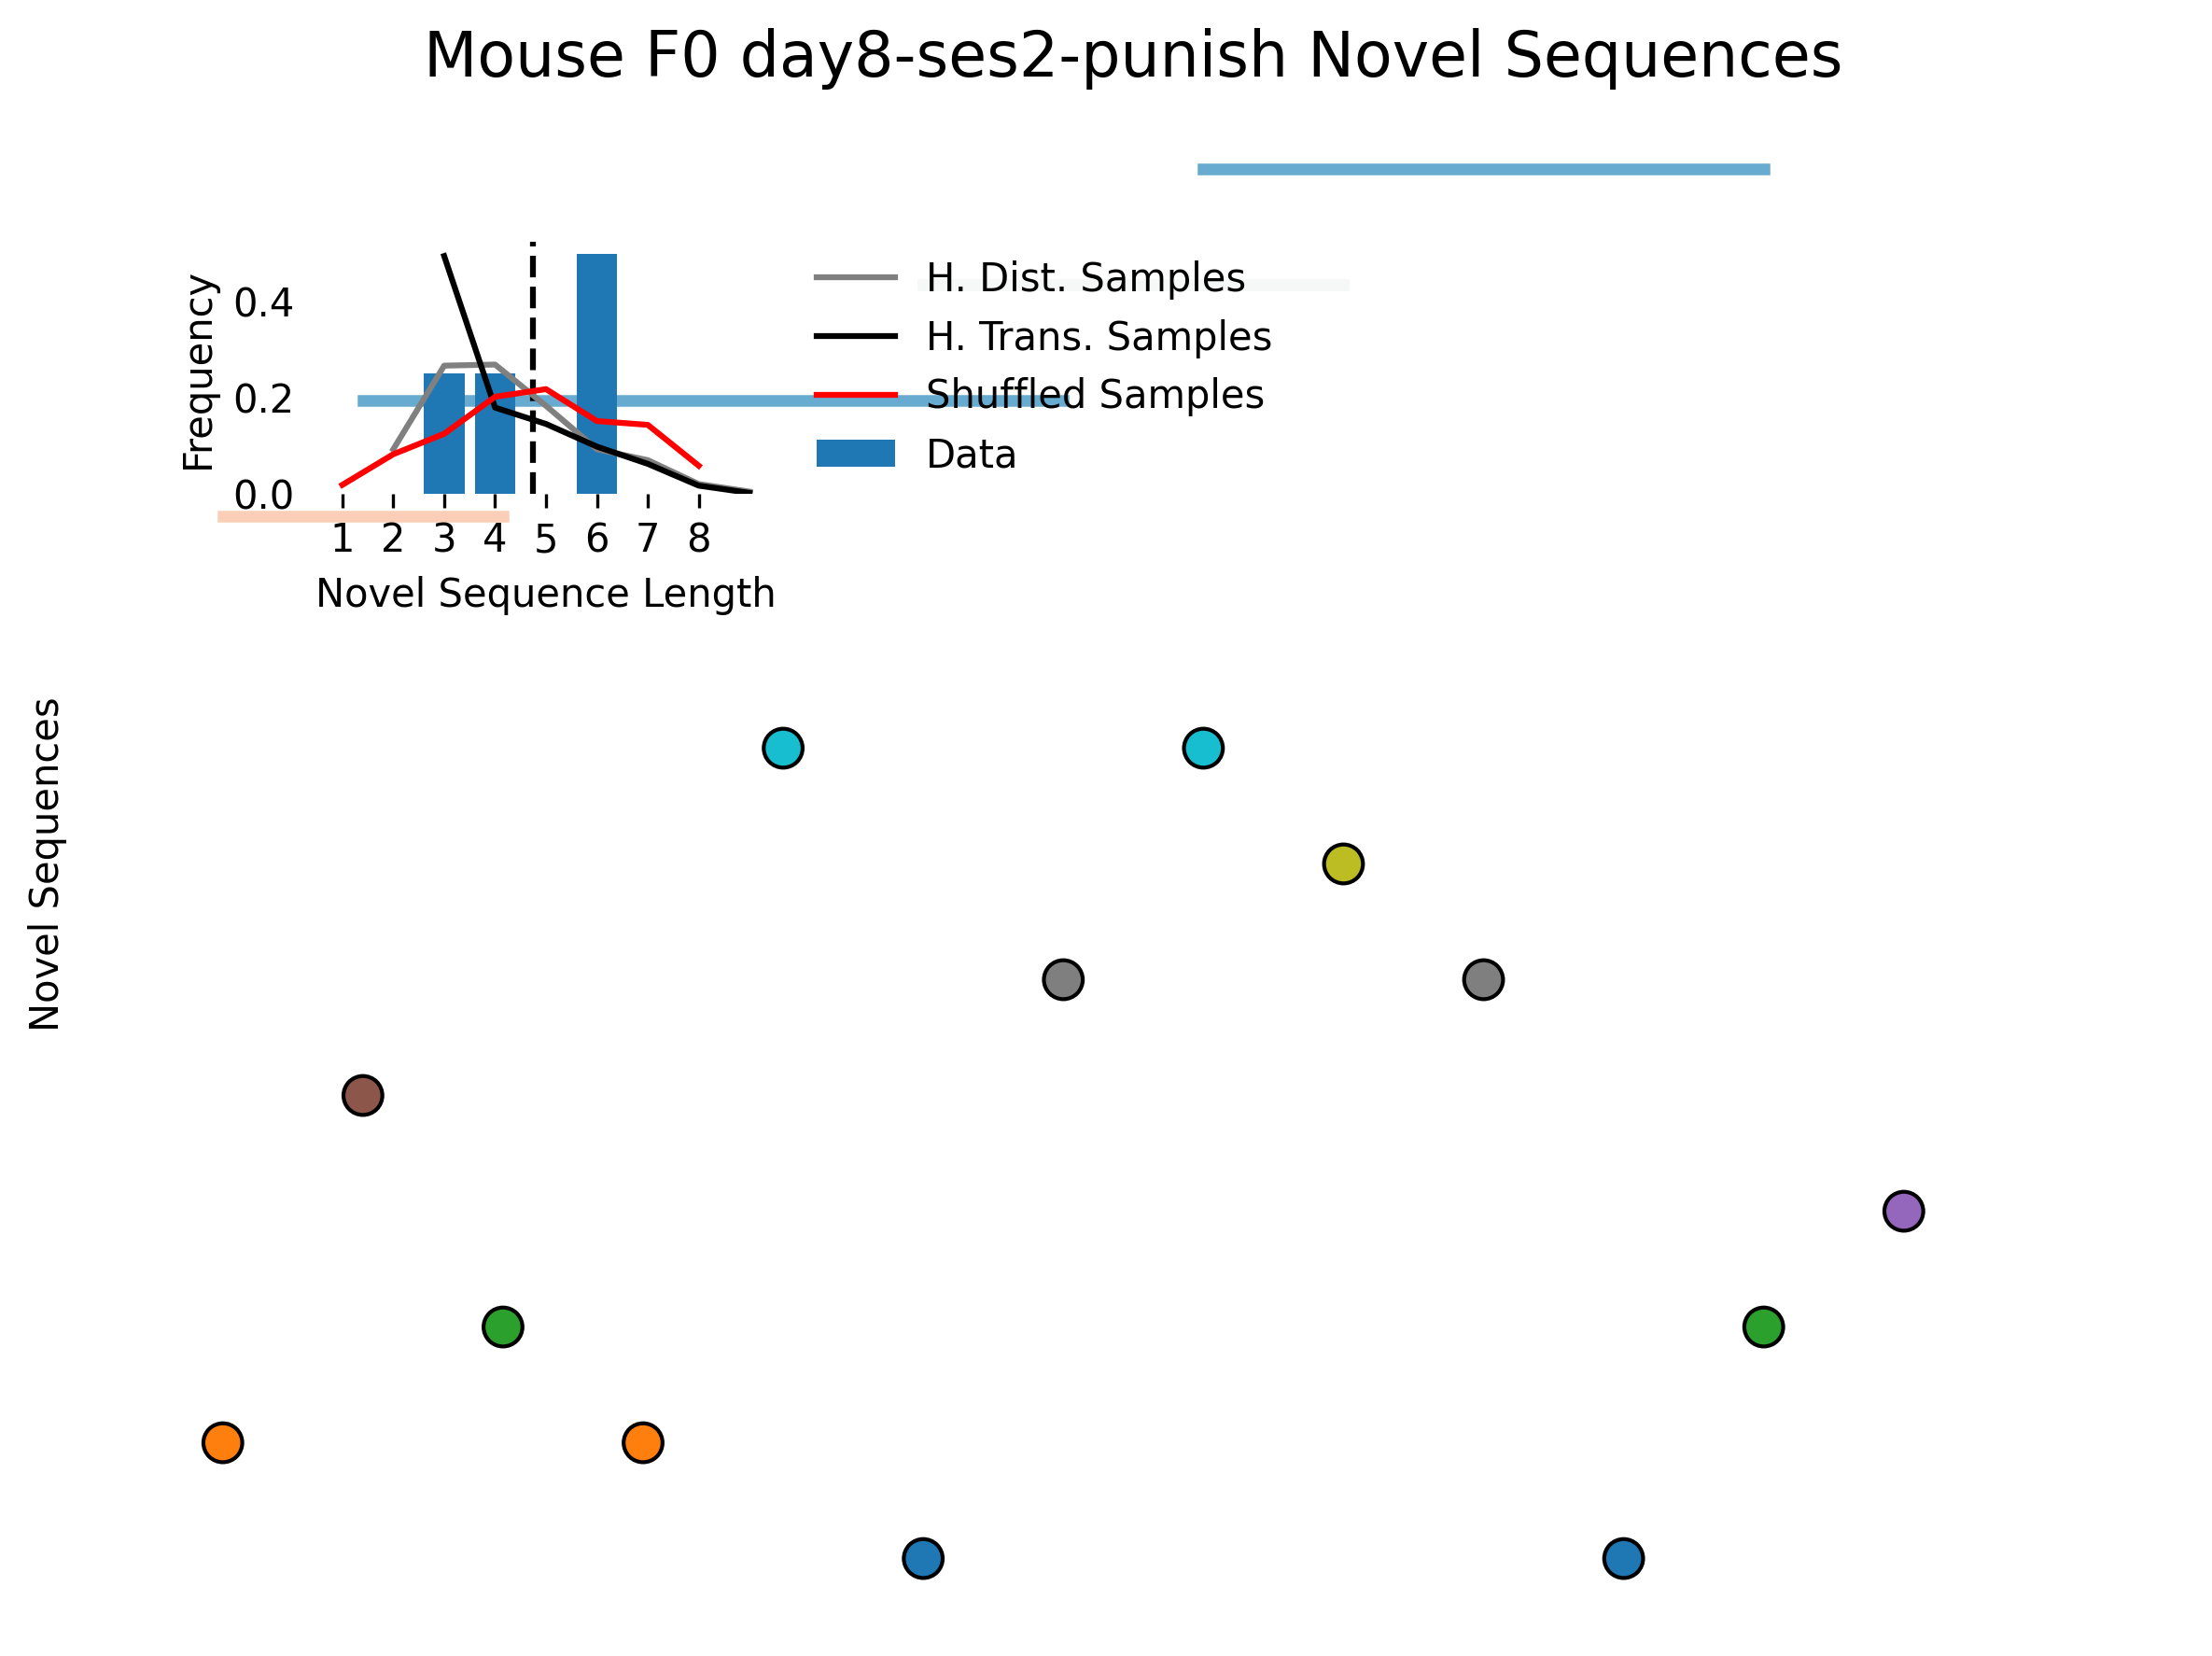 Mouse F0 day8-ses2-punish Novel Sequences
Frequency
0.4
0.2
0.0
1 2 3 4 5 6 7 8
Novel Sequence Length
H. Dist. Samples
H. Trans. Samples
Shuffled Samples
Data
Novel Sequences